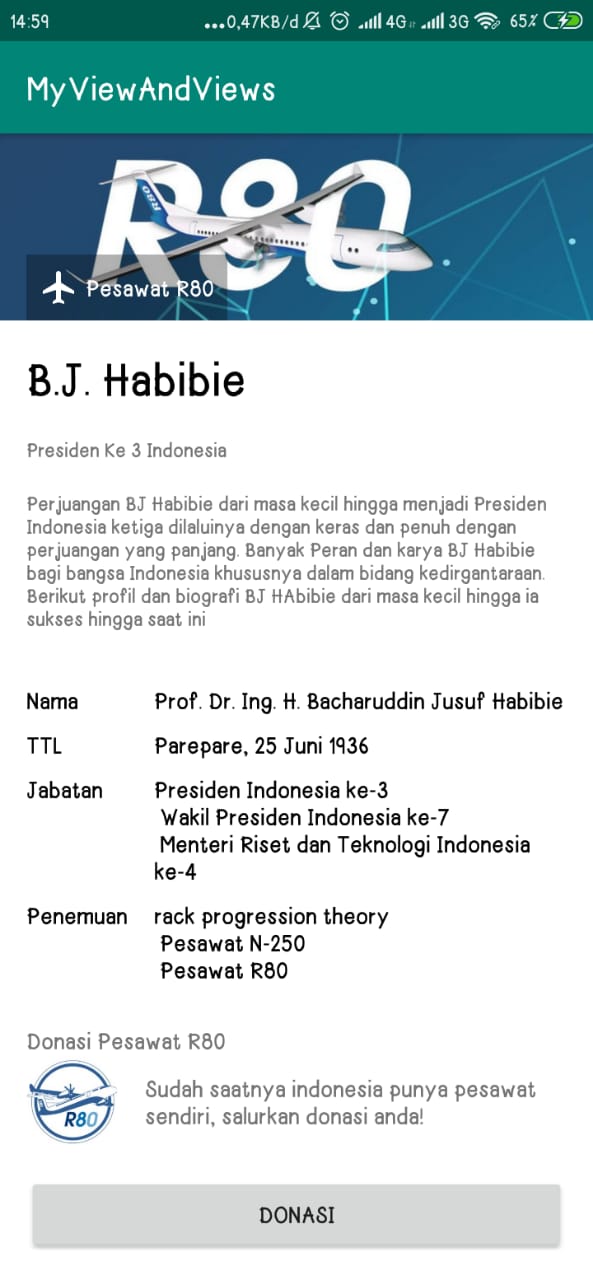 14:59 ...0,47KB/d 4G 3G 65%
MyViewAndViews
R80
R80
Pesawat R80
B.J. Habibie
Presiden Ke 3 Indonesia
Perjuangan BJ Habibie dari masa kecil hingga menjadi Presiden
Indonesia ketiga dilaluinya dengan keras dan penuh dengan
perjuangan yang panjang. Banyak Peran dan karya BJ Habibie
bagi bangsa Indonesia khususnya dalam bidang kedirgantaraan.
Berikut profil dan biografi BJ HAbibie dari masa kecil hingga ia
sukses hingga saat ini
Nama Prof. Dr. Ing. H. Bacharuddin Jusuf Habibie
TTL Parepare, 25 Juni 1936
Jabatan Presiden Indonesia ke-3
Wakil Presiden Indonesia ke-7
Menteri Riset dan Teknologi Indonesia
ke-4
Penemuan rack progression theory
Pesawat N-250
Pesawat R80
Donasi Pesawat R80
R80
Sudah saatnya indonesia punya pesawat
sendiri, salurkan donasi anda!
DONASI